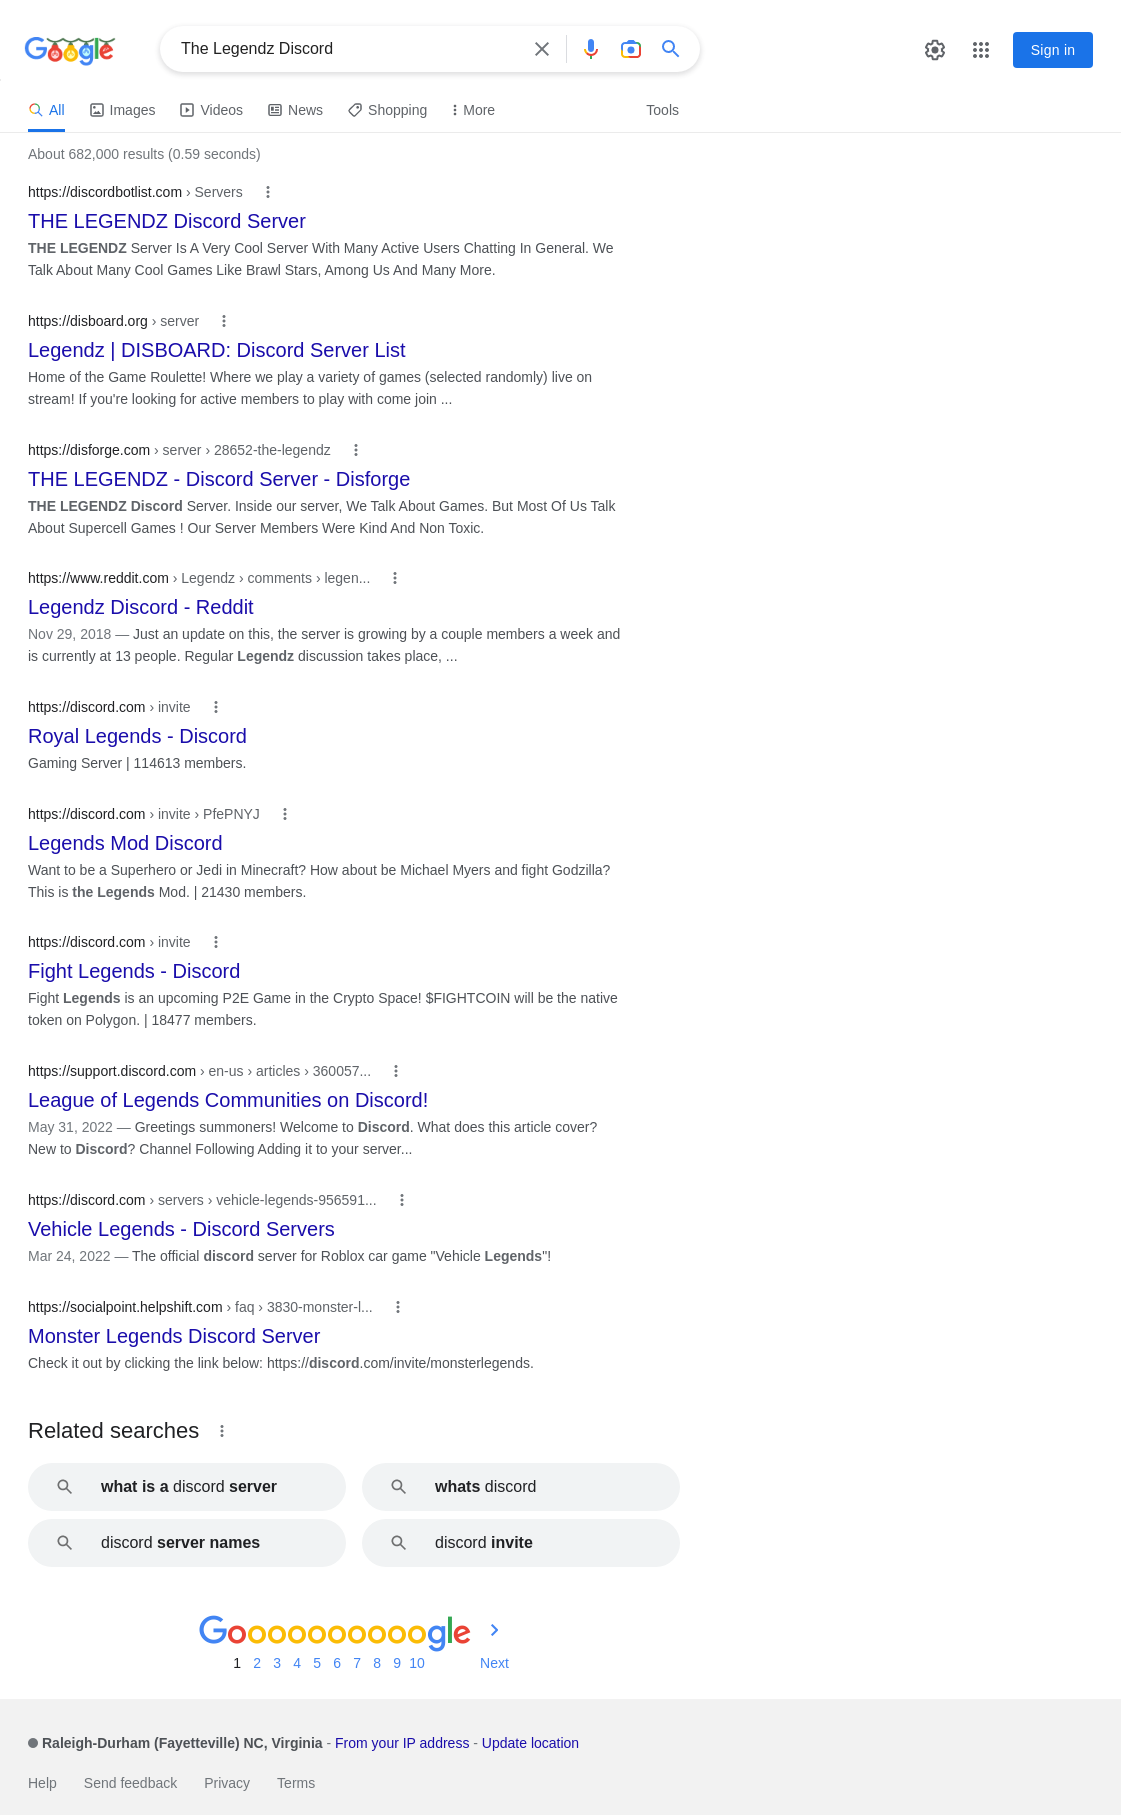 Google
The Legendz Discord
Sign in
All Images Videos News Shopping More Tools
About 682,000 results (0.59 seconds)
https://discordbotlist.com › Servers
THE LEGENDZ Discord Server
THE LEGENDZ Server Is A Very Cool Server With Many Active Users Chatting In General. We
Talk About Many Cool Games Like Brawl Stars, Among Us And Many More.
https://disboard.org › server
Legendz | DISBOARD: Discord Server List
Home of the Game Roulette! Where we play a variety of games (selected randomly) live on
stream! If you're looking for active members to play with come join ...
https://disforge.com › server › 28652-the-legendz
THE LEGENDZ - Discord Server - Disforge
THE LEGENDZ Discord Server. Inside our server, We Talk About Games. But Most Of Us Talk
About Supercell Games ! Our Server Members Were Kind And Non Toxic.
https://www.reddit.com › Legendz › comments › legen...
Legendz Discord - Reddit
Nov 29, 2018 — Just an update on this, the server is growing by a couple members a week and
is currently at 13 people. Regular Legendz discussion takes place, ...
https://discord.com › invite
Royal Legends - Discord
Gaming Server | 114613 members.
https://discord.com › invite › PfePNYJ
Legends Mod Discord
Want to be a Superhero or Jedi in Minecraft? How about be Michael Myers and fight Godzilla?
This is the Legends Mod. | 21430 members.
https://discord.com › invite
Fight Legends - Discord
Fight Legends is an upcoming P2E Game in the Crypto Space! $FIGHTCOIN will be the native
token on Polygon. | 18477 members.
https://support.discord.com › en-us › articles › 360057...
League of Legends Communities on Discord!
May 31, 2022 — Greetings summoners! Welcome to Discord. What does this article cover?
New to Discord? Channel Following Adding it to your server...
https://discord.com › servers › vehicle-legends-956591...
Vehicle Legends - Discord Servers
Mar 24, 2022 — The official discord server for Roblox car game "Vehicle Legends"!
https://socialpoint.helpshift.com › faq › 3830-monster-l...
Monster Legends Discord Server
Check it out by clicking the link below: https://discord.com/invite/monsterlegends.
Related searches
what is a discord server
whats discord
discord server names
discord invite
Goooooooooogle
1 2 3 4 5 6 7 8 9 10 Next
Raleigh-Durham (Fayetteville) NC, Virginia - From your IP address - Update location
Help Send feedback Privacy Terms